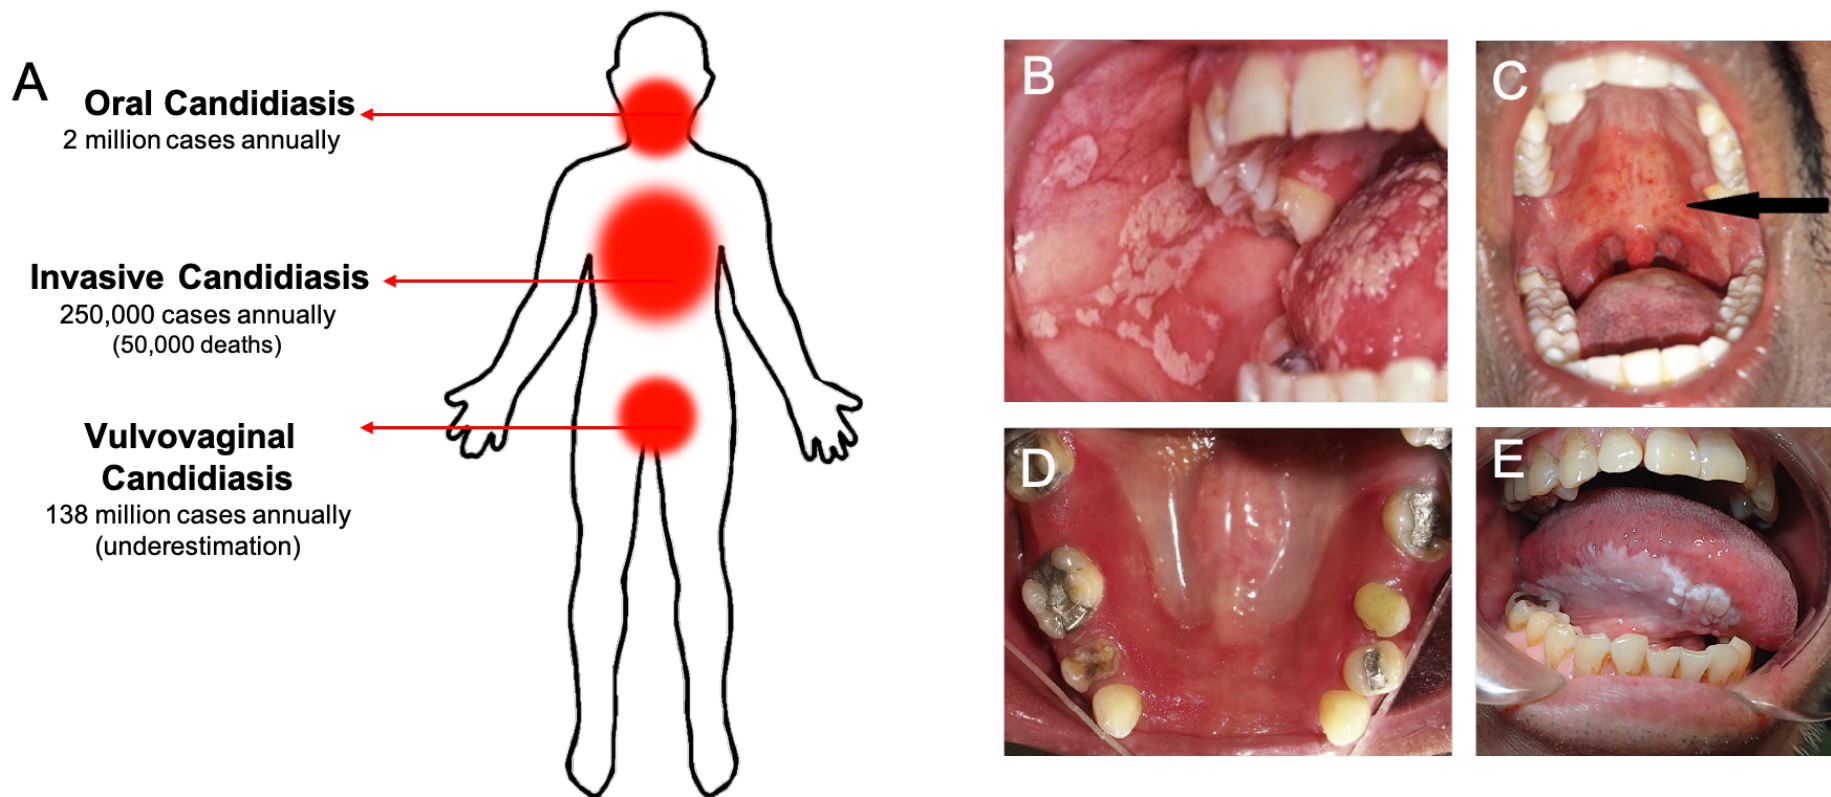 A
Oral Candidiasis
2 million cases annually
Invasive Candidiasis
250,000 cases annually
(50,000 deaths)
Vulvovaginal
Candidiasis
138 million cases annually
(underestimation)
B
C
D
E